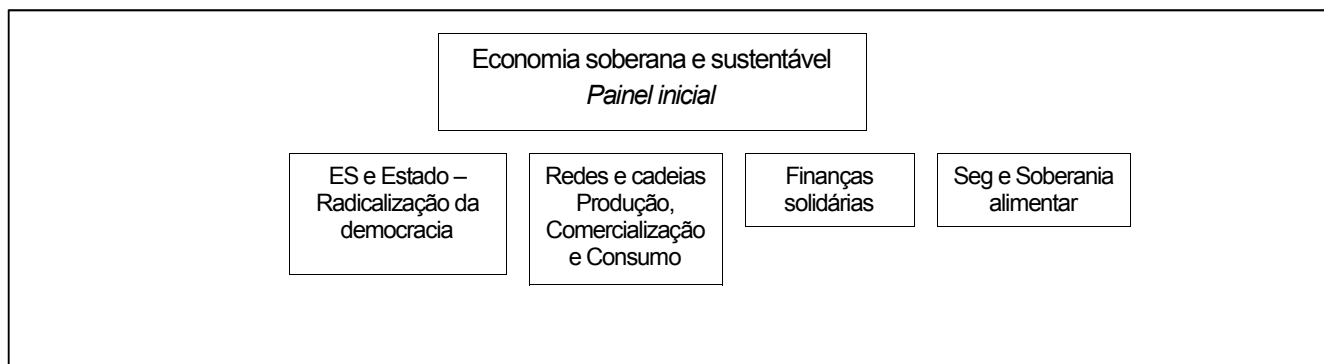 Economia soberana e sustentável
Painel inicial
ES e Estado –
Radicalização da
democracia
Redes e cadeias
Produção,
Comercialização
e Consumo
Finanças
solidárias
Seg e Soberania
alimentar